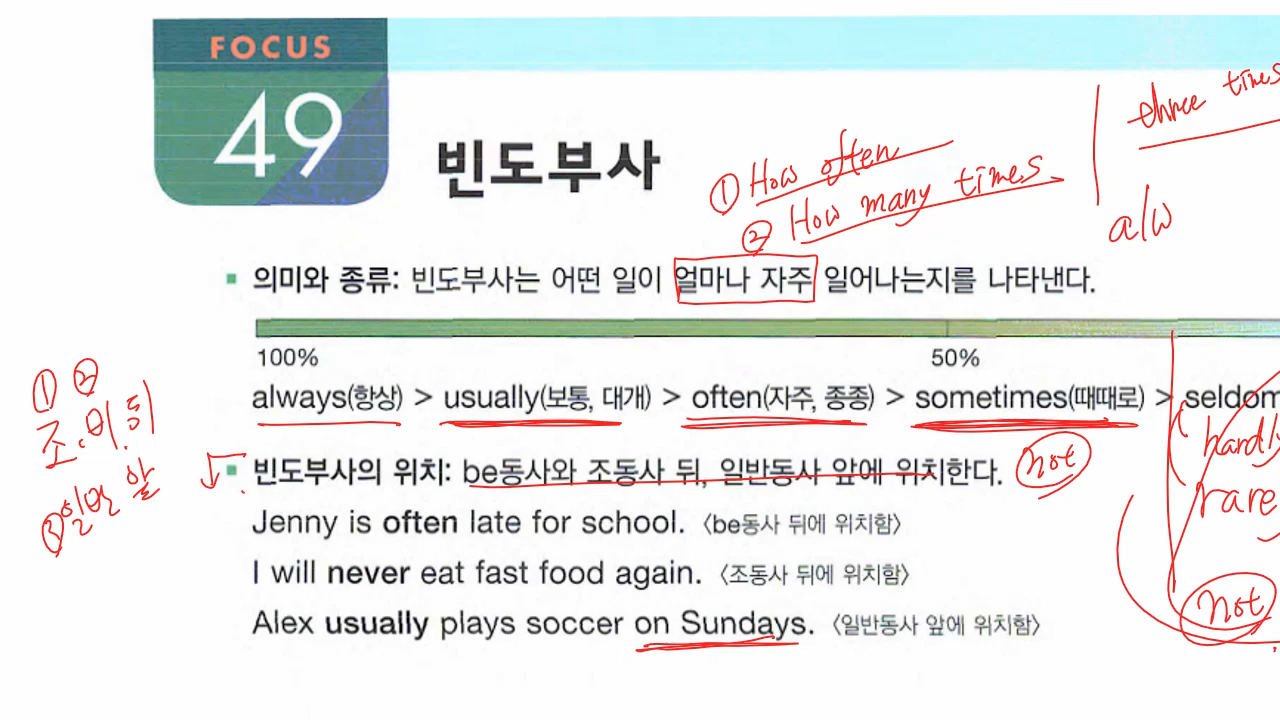 FOCUS
49
빈도부사
① How often
② How many times
three times
a/w
의미와 종류: 빈도부사는 어떤 일이 얼마나 자주 일어나는지를 나타낸다.
100% 50%
always(항상) > usually(보통, 대개) > often(자주, 종종) > sometimes(때때로) > seldom
hardly
rare
not
① ②
조.비.뒤
③ 일반 앞
빈도부사의 위치: be동사와 조동사 뒤, 일반동사 앞에 위치한다.
not
Jenny is often late for school. 〈be동사 뒤에 위치함〉
I will never eat fast food again. 〈조동사 뒤에 위치함〉
Alex usually plays soccer on Sundays. 〈일반동사 앞에 위치함〉